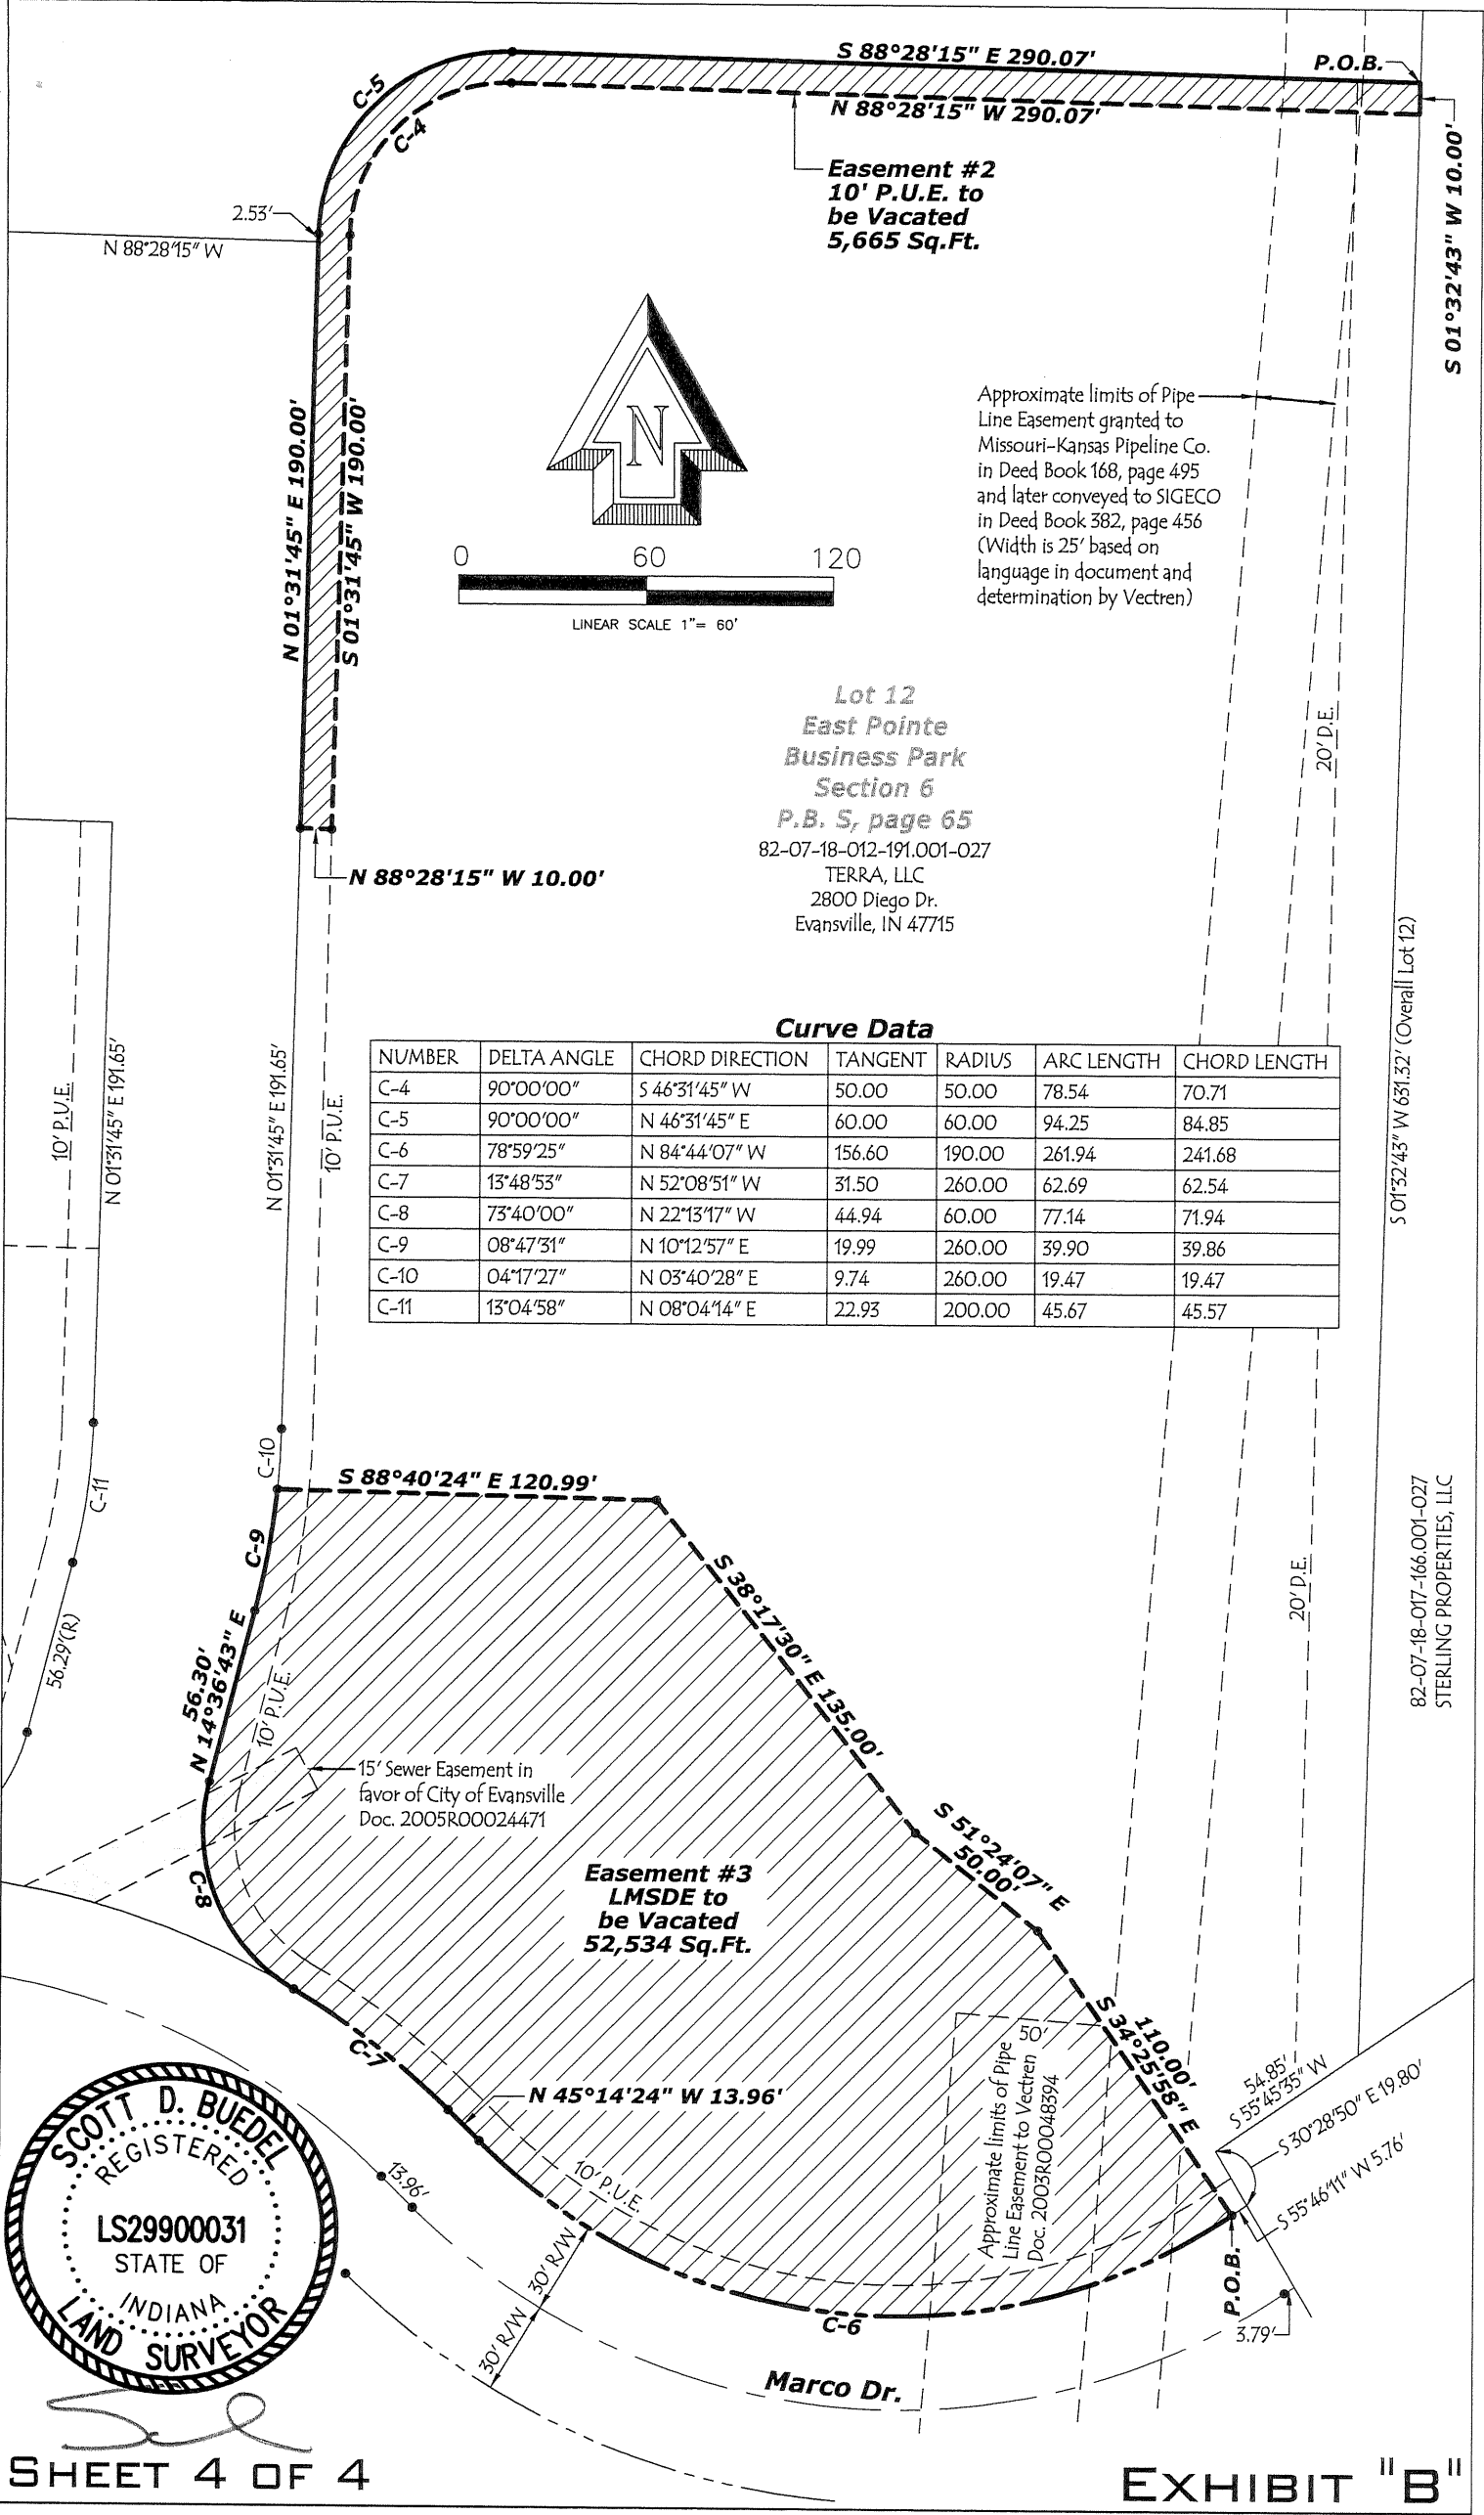 S 88°28'15" E 290.07'
P.O.B.
C-5
C-4
N 88°28'15" W 290.07'
S 01°32'43" W 10.00'
Easement #2
10' P.U.E. to
be Vacated
5,665 Sq.Ft.
2.53'
N 88°28'15" W
N 01°31'45" E 190.00'
S 01°31'45" W 190.00'
N
0 60 120
LINEAR SCALE 1"= 60'
Approximate limits of Pipe
Line Easement granted to
Missouri-Kansas Pipeline Co.
in Deed Book 168, page 495
and later conveyed to SIGECO
in Deed Book 382, page 456
(Width is 25' based on
language in document and
determination by Vectren)
20' D.E.
Lot 12
East Pointe
Business Park
Section 6
P.B. S, page 65
82-07-18-012-191.001-027
TERRA, LLC
2800 Diego Dr.
Evansville, IN 47715
N 88°28'15" W 10.00'
S 01°32'43" W 631.32' (Overall Lot 12)
10' P.U.E.
N 01°31'45" E 191.65'
N 01°31'45" E 191.65'
10' P.U.E.
Curve Data
NUMBER DELTA ANGLE CHORD DIRECTION TANGENT RADIUS ARC LENGTH CHORD LENGTH
C-4 90°00'00" S 46°31'45" W 50.00 50.00 78.54 70.71
C-5 90°00'00" N 46°31'45" E 60.00 60.00 94.25 84.85
C-6 78°59'25" N 84°44'07" W 156.60 190.00 261.94 241.68
C-7 13°48'53" N 52°08'51" W 31.50 260.00 62.69 62.54
C-8 73°40'00" N 22°13'17" W 44.94 60.00 77.14 71.94
C-9 08°47'31" N 10°12'57" E 19.99 260.00 39.90 39.86
C-10 04°17'27" N 03°40'28" E 9.74 260.00 19.47 19.47
C-11 13°04'58" N 08°04'14" E 22.93 200.00 45.67 45.57
C-10
C-11
S 88°40'24" E 120.99'
C-9
S 38°17'30" E 135.00'
82-07-18-017-166.001-027
STERLING PROPERTIES, LLC
20' D.E.
56.29'(R)
56.30'
N 14°36'43" E
10' P.U.E.
15' Sewer Easement in
favor of City of Evansville
Doc. 2005R00024471
C-8
Easement #3
LMSDE to
be Vacated
52,534 Sq.Ft.
S 51°24'07" E
50.00'
110.00'
S 34°25'58" E
50'
Approximate limits of Pipe
Line Easement to Vectren
Doc. 2003R00048394
54.85'
S 55°45'35" W
S 30°28'50" E 19.80'
S 55°46'11" W 5.76'
C-7
N 45°14'24" W 13.96'
10' P.U.E.
13.96'
30' R/W
30' R/W
C-6
P.O.B.
3.79'
Marco Dr.
SCOTT D. BUEDEL
REGISTERED
LS29900031
STATE OF
INDIANA
LAND SURVEYOR
SHEET 4 OF 4
EXHIBIT "B"